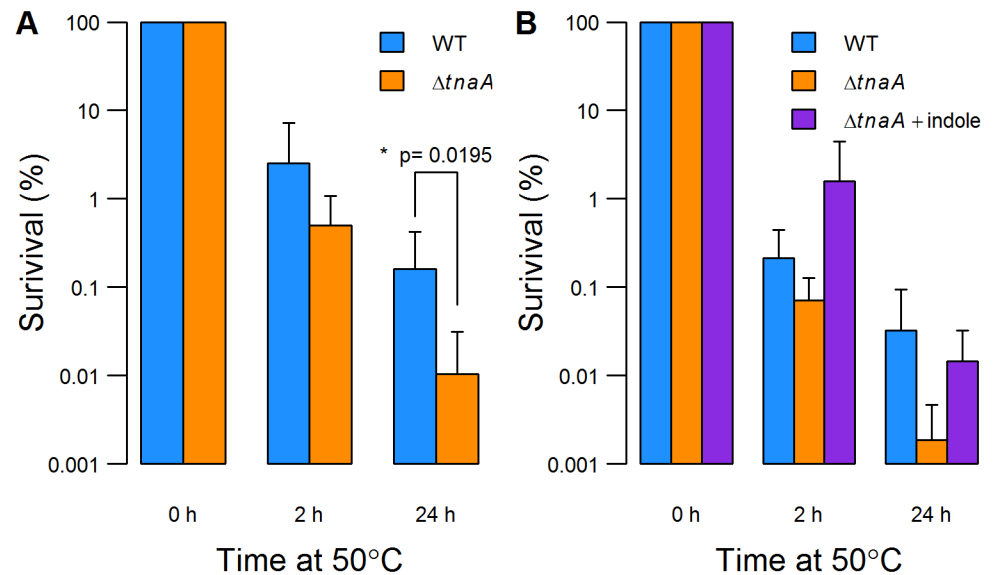 A
100
10
1
0.1
0.01
0.001
Surivival (%)
WT
ΔtnaA
* p= 0.0195
0 h
2 h
24 h
Time at 50°C
B
100
10
1
0.1
0.01
0.001
Surivival (%)
WT
ΔtnaA
ΔtnaA + indole
0 h
2 h
24 h
Time at 50°C